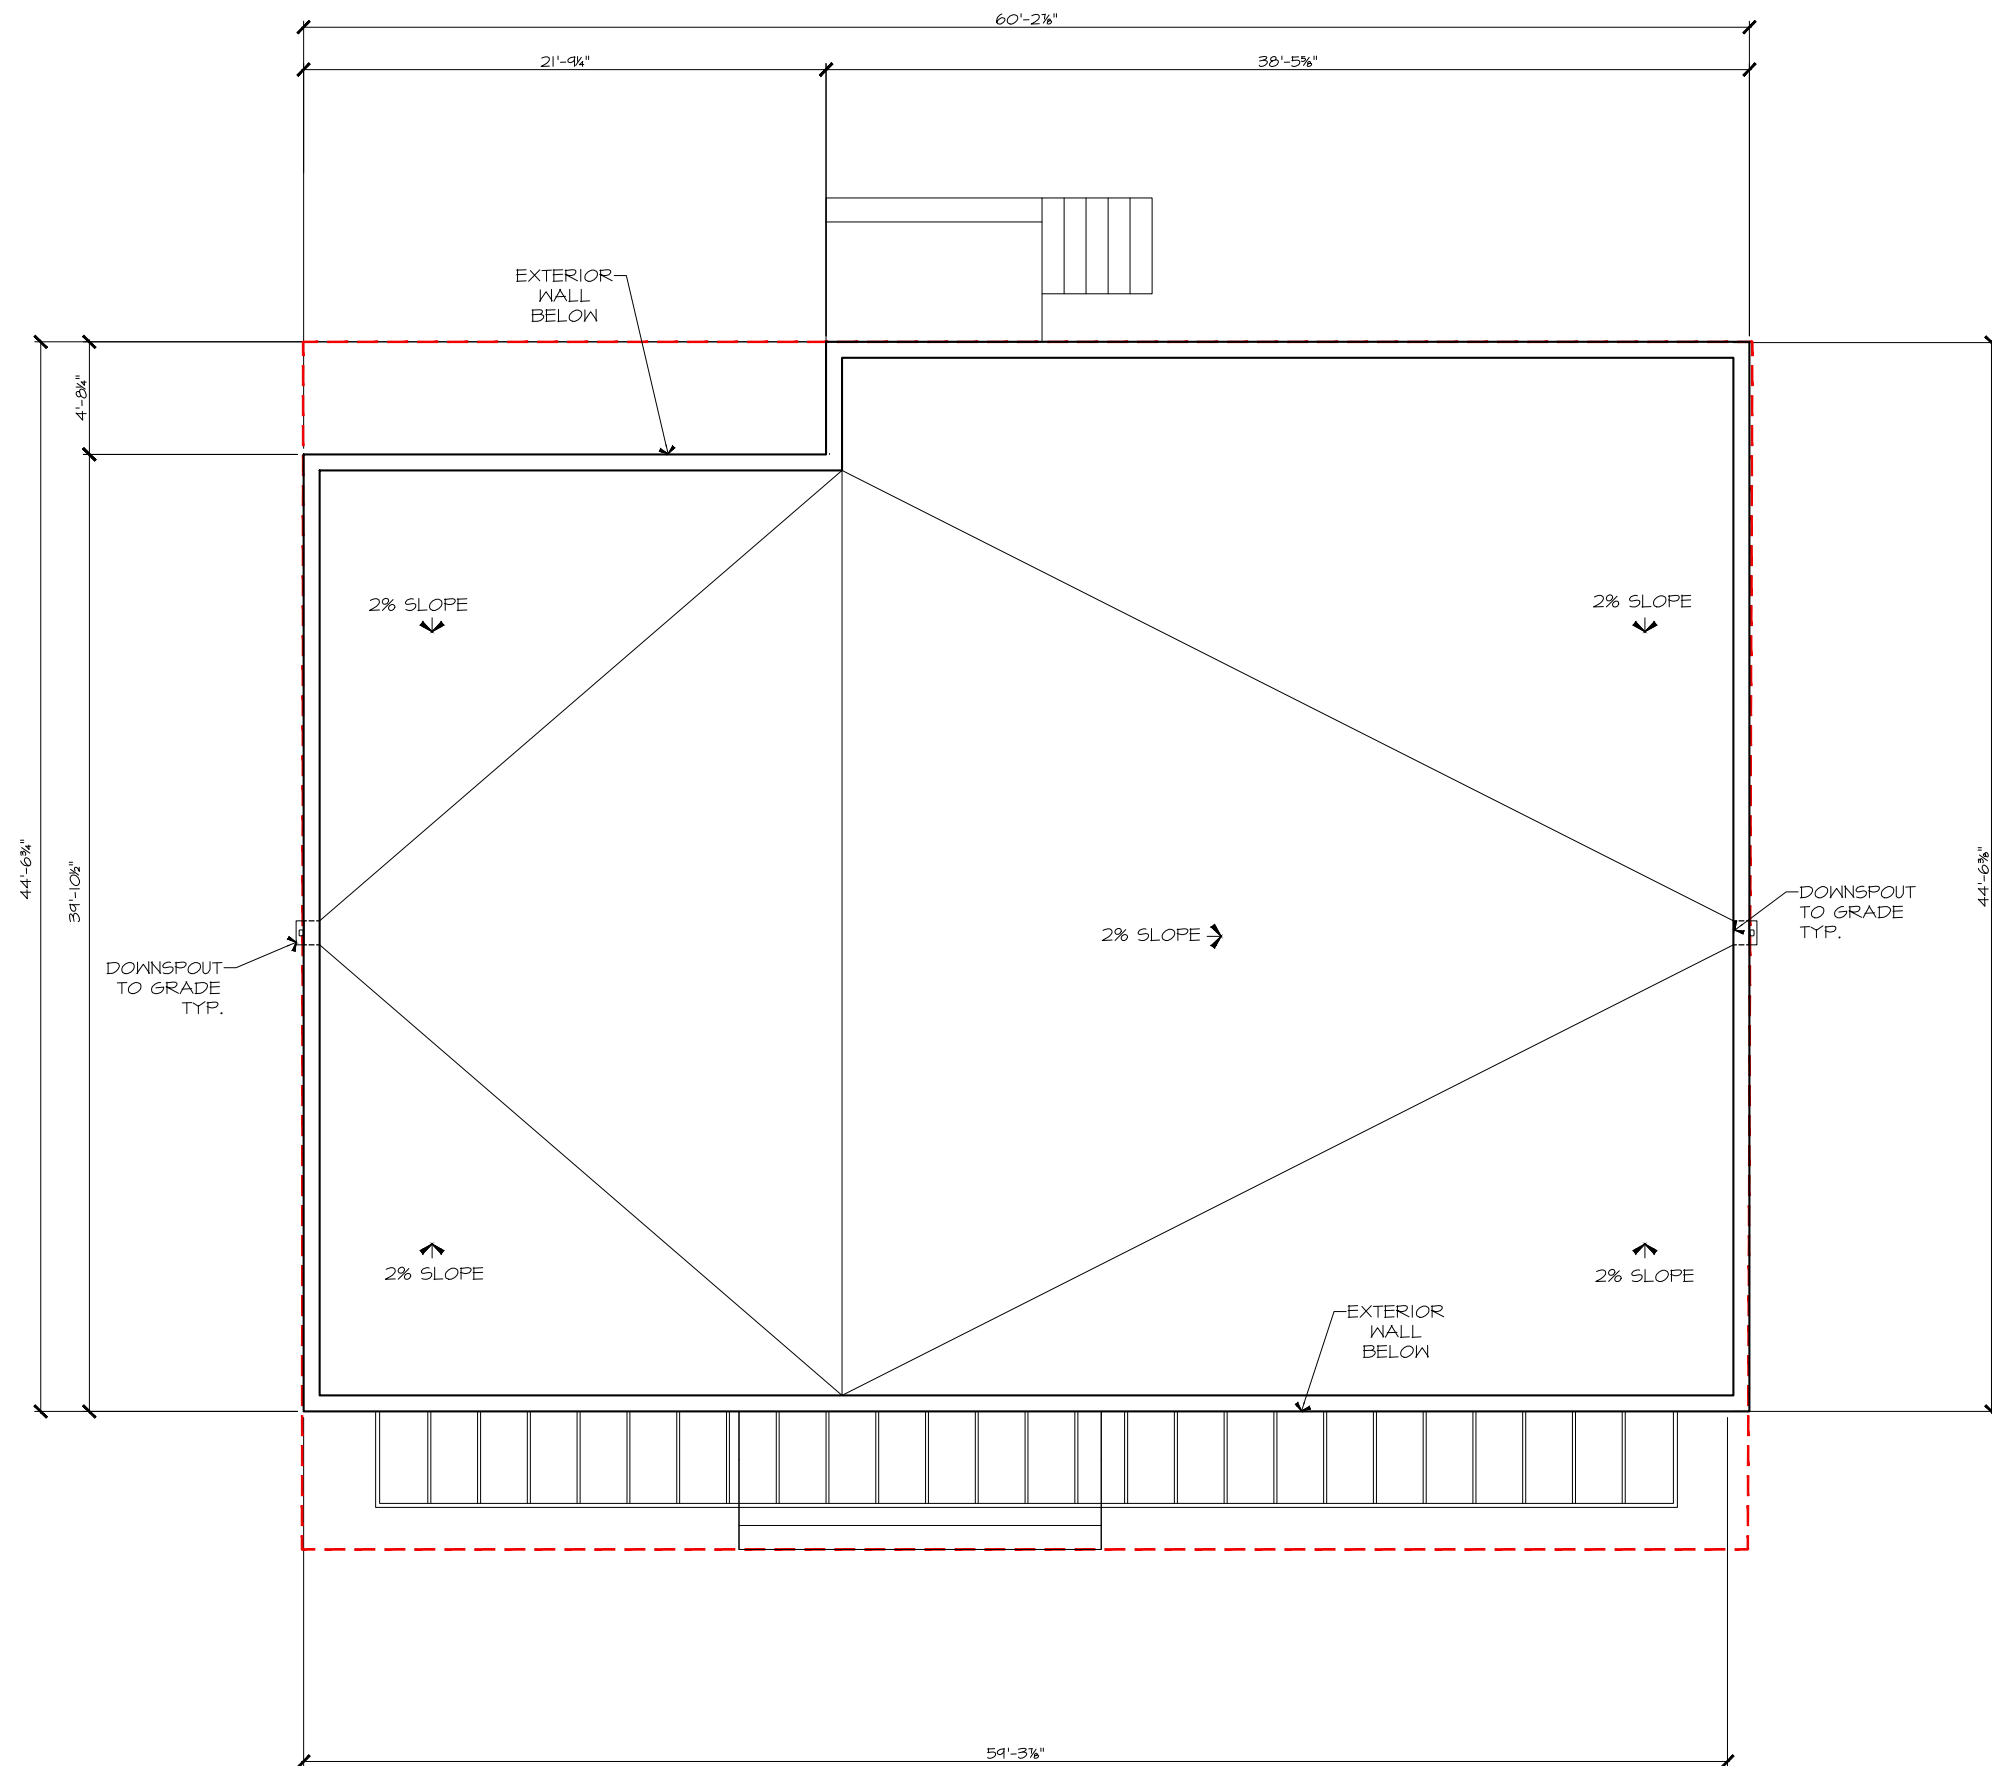 60'-2⅞"
21'-9¼"
38'-5⅝"
EXTERIOR
WALL
BELOW
4'-8¼"
2% SLOPE
2% SLOPE
44'-6¾"
39'-10½"
44'-6⅜"
DOWNSPOUT
TO GRADE
TYP.
2% SLOPE
DOWNSPOUT
TO GRADE
TYP.
2% SLOPE
2% SLOPE
EXTERIOR
WALL
BELOW
59'-3⅞"